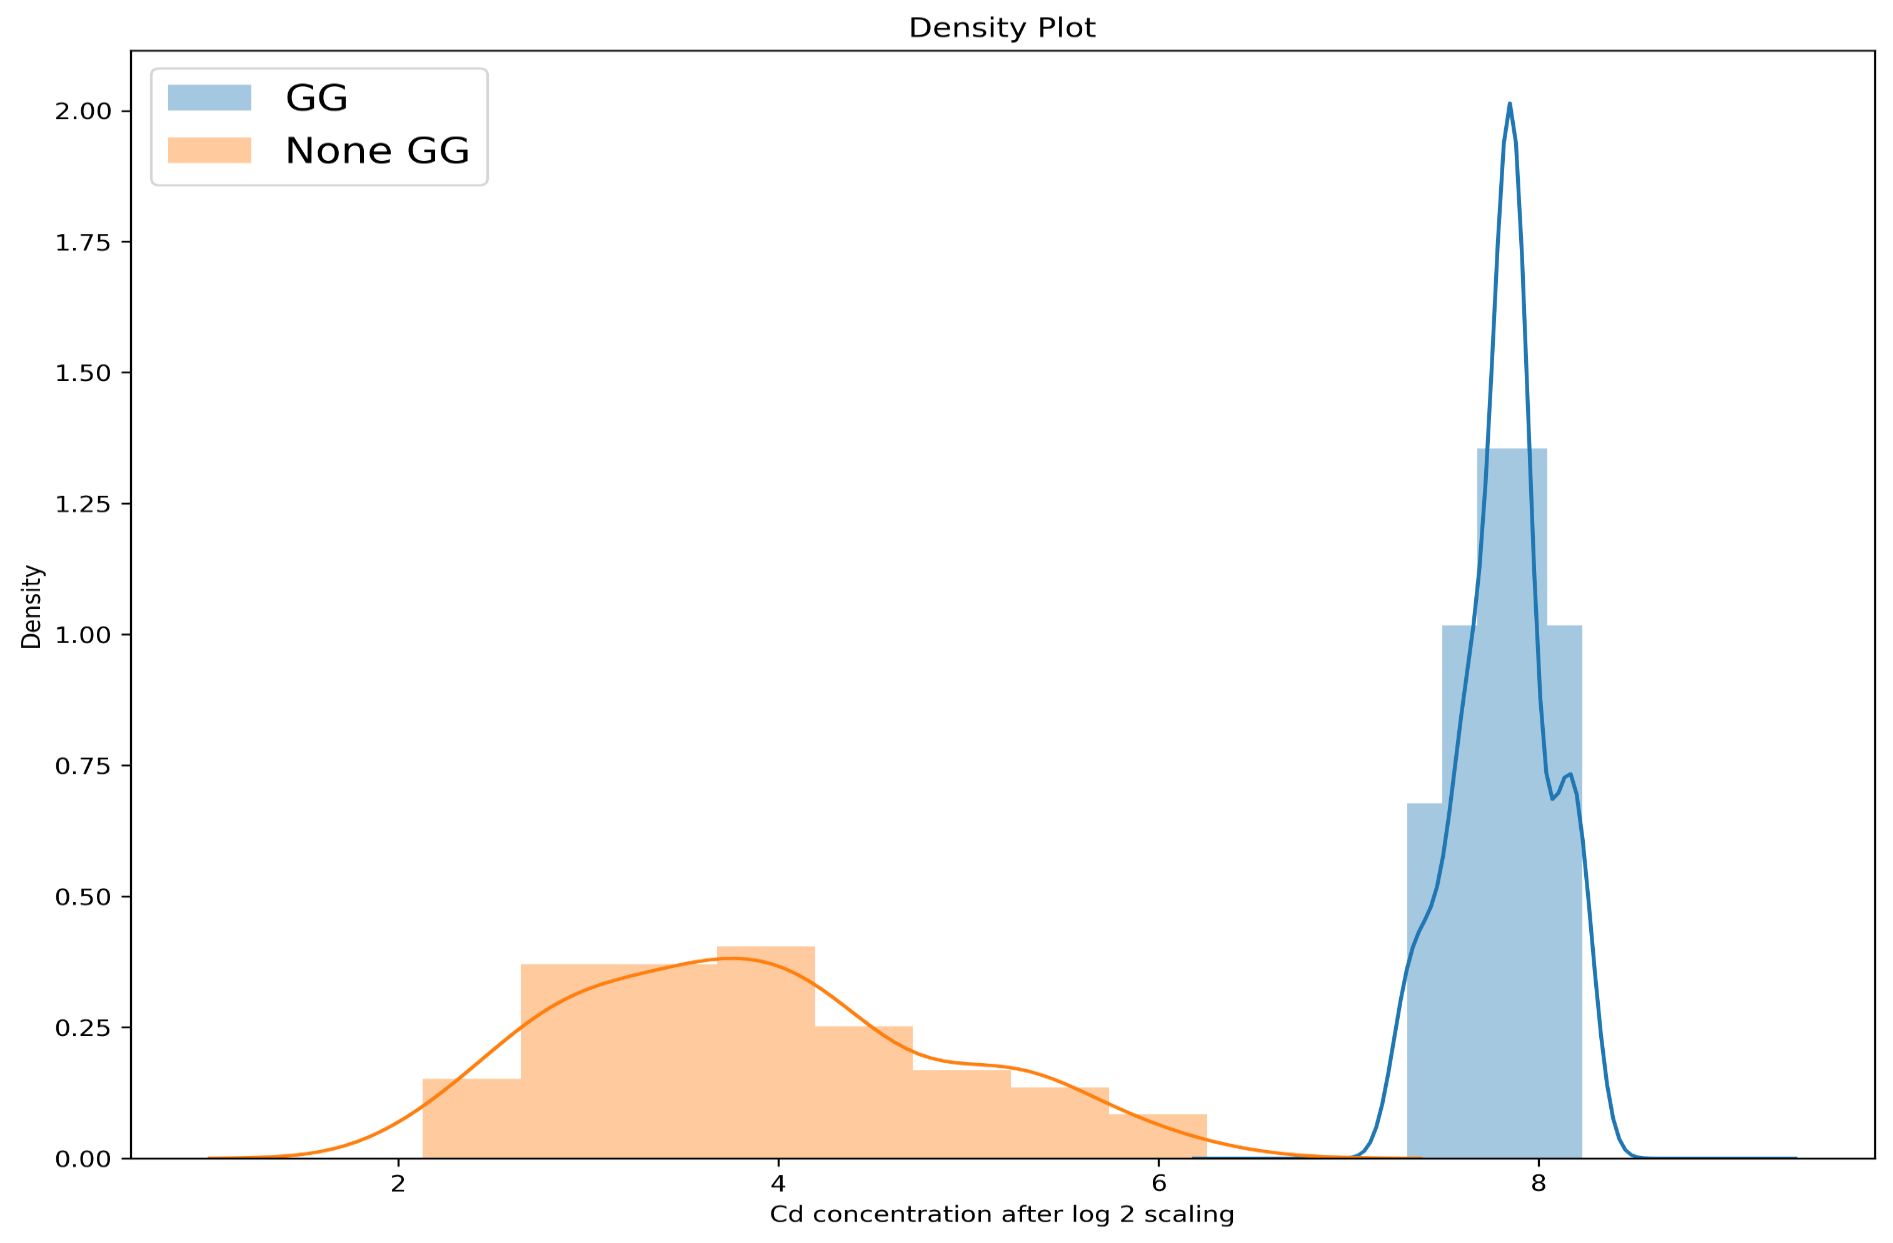 Density Plot
GG
None GG
2.00
1.75
1.50
1.25
1.00
0.75
0.50
0.25
0.00
Density
2 4 6 8
Cd concentration after log 2 scaling